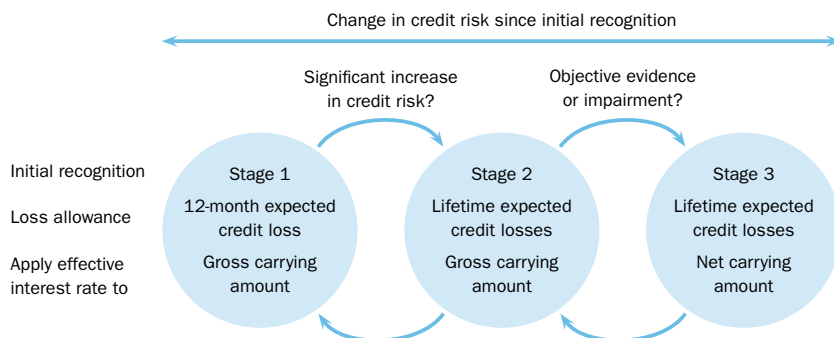 Change in credit risk since initial recognition
Significant increase
in credit risk?
Objective evidence
or impairment?
Initial recognition
Stage 1
Stage 2
Stage 3
Loss allowance
12-month expected
credit loss
Lifetime expected
credit losses
Lifetime expected
credit losses
Apply effective
interest rate to
Gross carrying
amount
Gross carrying
amount
Net carrying
amount